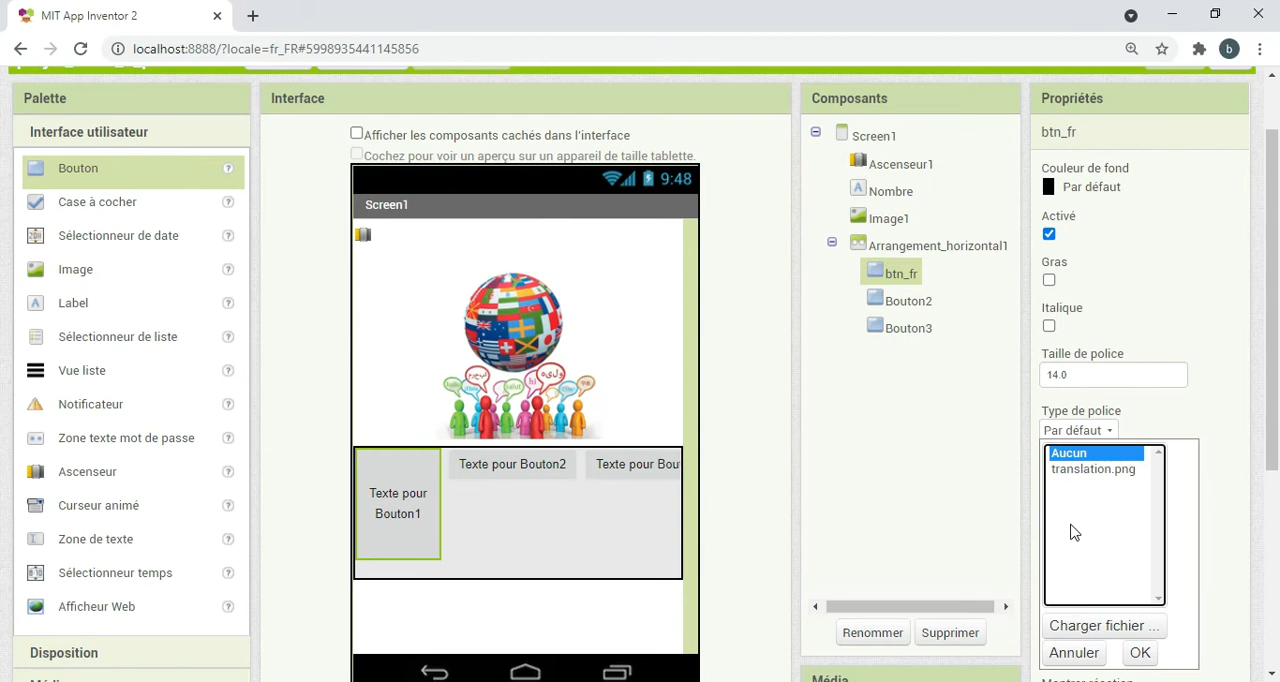 MIT App Inventor 2
localhost:8888/?locale=fr_FR#5998935441145856
b
Palette
Interface utilisateur
Bouton
?
Case à cocher
?
Sélectionneur de date
?
Image
?
Label
?
Sélectionneur de liste
?
Vue liste
?
Notificateur
?
Zone texte mot de passe
?
Ascenseur
?
Curseur animé
?
Zone de texte
?
Sélectionneur temps
?
Afficheur Web
?
Disposition
Interface
Afficher les composants cachés dans l'interface
Cochez pour voir un aperçu sur un appareil de taille tablette.
9:48
Screen1
Texte pour
Bouton1
Texte pour Bouton2
Texte pour Bou
Composants
Screen1
Ascenseur1
Nombre
Image1
Arrangement_horizontal1
btn_fr
Bouton2
Bouton3
Renommer
Supprimer
Média
Propriétés
btn_fr
Couleur de fond
Par défaut
Activé
Gras
Italique
Taille de police
14.0
Type de police
Par défaut
Aucun
translation.png
Charger fichier ...
Annuler
OK